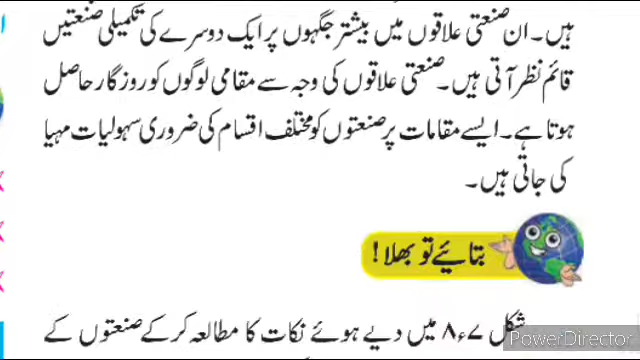 ہیں۔ ان صنعتی علاقوں میں بیشتر جگہوں پر ایک دوسرے کی تکمیلی صنعتیں
قائم نظر آتی ہیں۔ صنعتی علاقوں کی وجہ سے مقامی لوگوں کو روزگار حاصل
ہوتا ہے۔ ایسے مقامات پر صنعتوں کو مختلف اقسام کی ضروری سہولیات مہیا
کی جاتی ہیں۔
بتائیے تو بھلا!
شکل ۷ء۸ میں دیے ہوئے نکات کا مطالعہ کرکے صنعتوں کے
PowerDirector